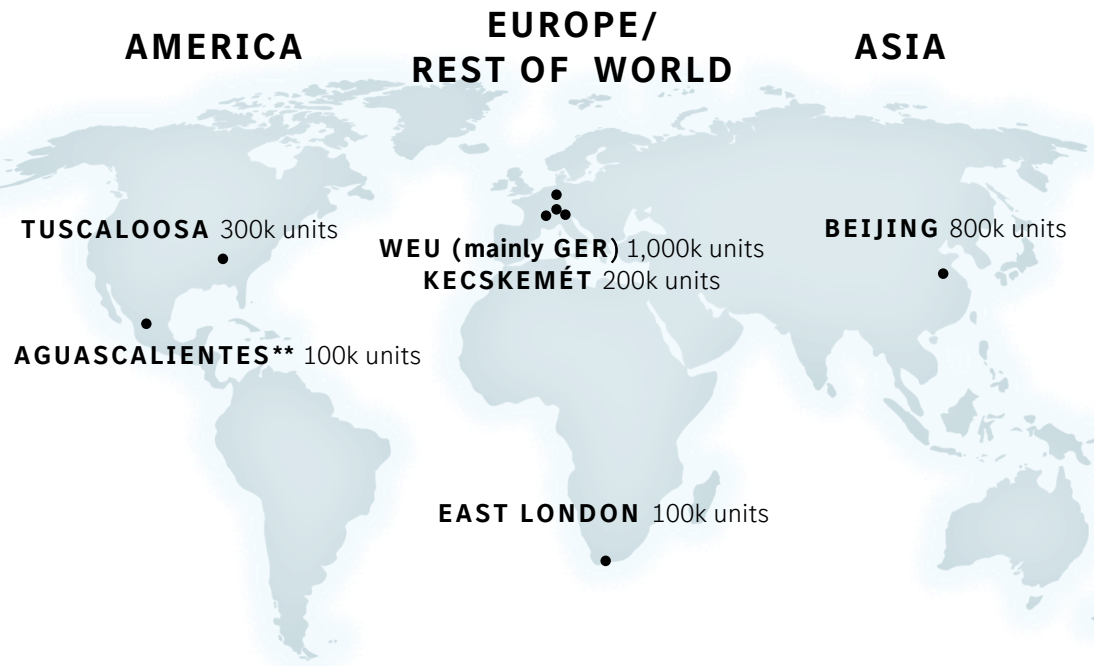 AMERICA
EUROPE/
REST OF WORLD
ASIA
TUSCALOOSA 300k units
AGUASCALIENTES** 100k units
WEU (mainly GER) 1,000k units
KECSKEMÉT 200k units
EAST LONDON 100k units
BEIJING 800k units